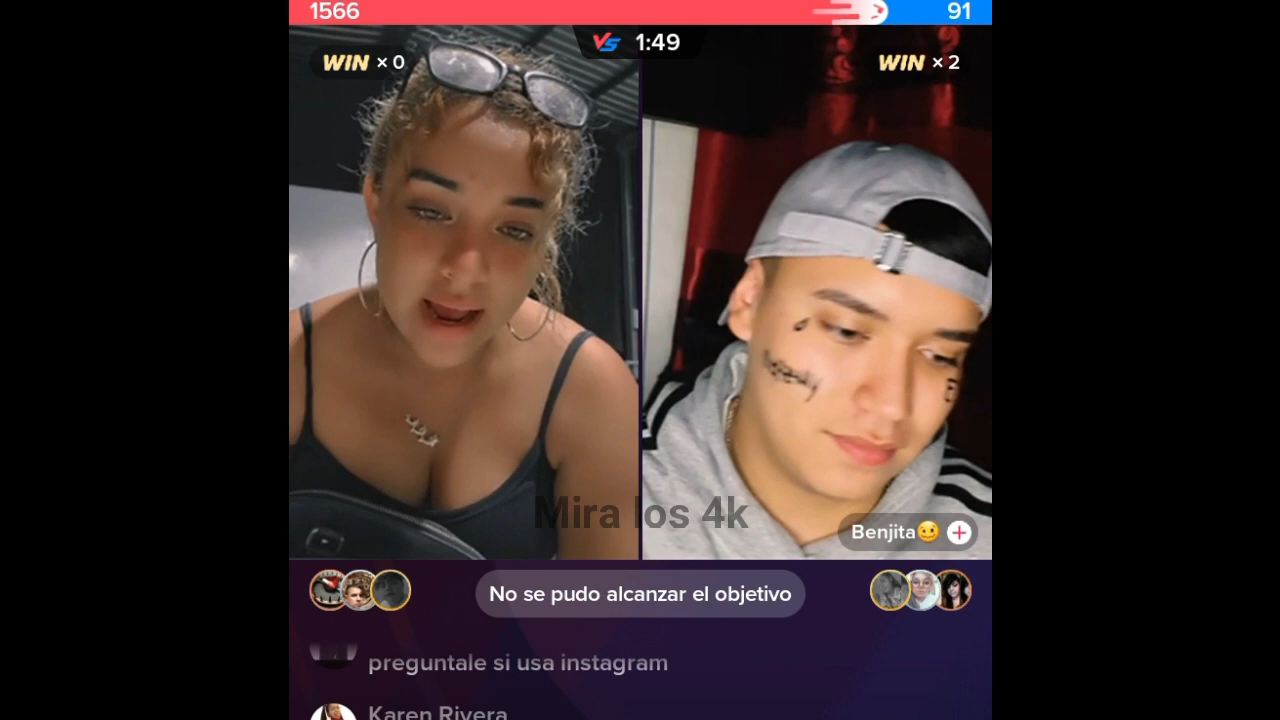 1566
91
VS 1:49
WIN × 0
WIN × 2
Mira los 4k
Benjita🥴 +
No se pudo alcanzar el objetivo
preguntale si usa instagram
Karen Rivera